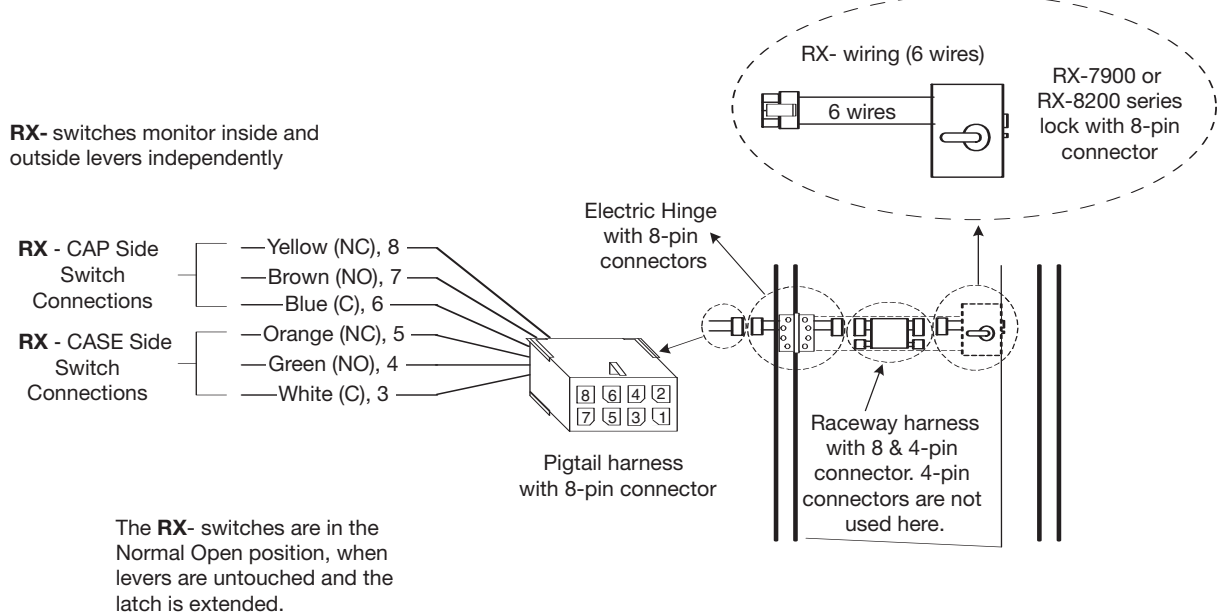 RX- wiring (6 wires)
6 wires
RX-7900 or
RX-8200 series
lock with 8-pin
connector
RX- switches monitor inside and
outside levers independently
Electric Hinge
with 8-pin
connectors
RX - CAP Side
Switch
Connections
Yellow (NC), 8
Brown (NO), 7
Blue (C), 6
RX - CASE Side
Switch
Connections
Orange (NC), 5
Green (NO), 4
White (C), 3
8 6 4 2
7 5 3 1
Pigtail harness
with 8-pin connector
Raceway harness
with 8 & 4-pin
connector. 4-pin
connectors are not
used here.
The RX- switches are in the
Normal Open position, when
levers are untouched and the
latch is extended.